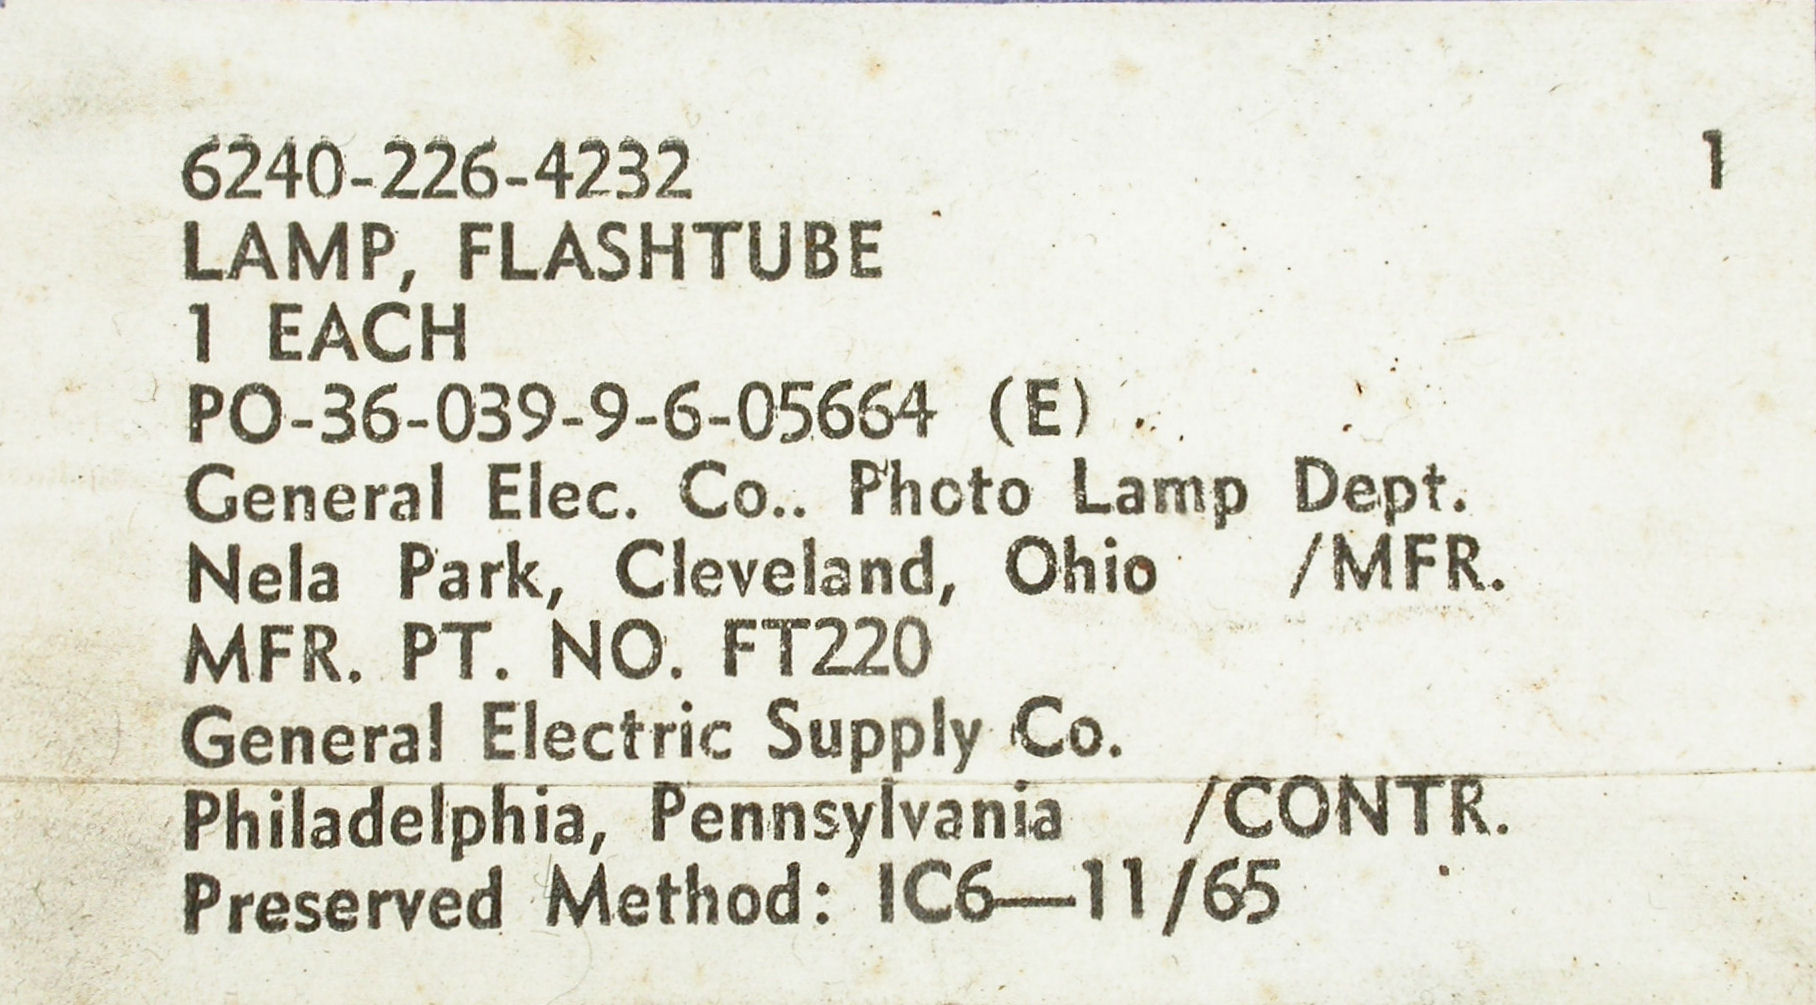 6240-226-4232 1
LAMP, FLASHTUBE
1 EACH
PO-36-039-9-6-05664 (E)
General Elec. Co.. Photo Lamp Dept.
Nela Park, Cleveland, Ohio /MFR.
MFR. PT. NO. FT220
General Electric Supply Co.
Philadelphia, Pennsylvania /CONTR.
Preserved Method: IC6—11/65